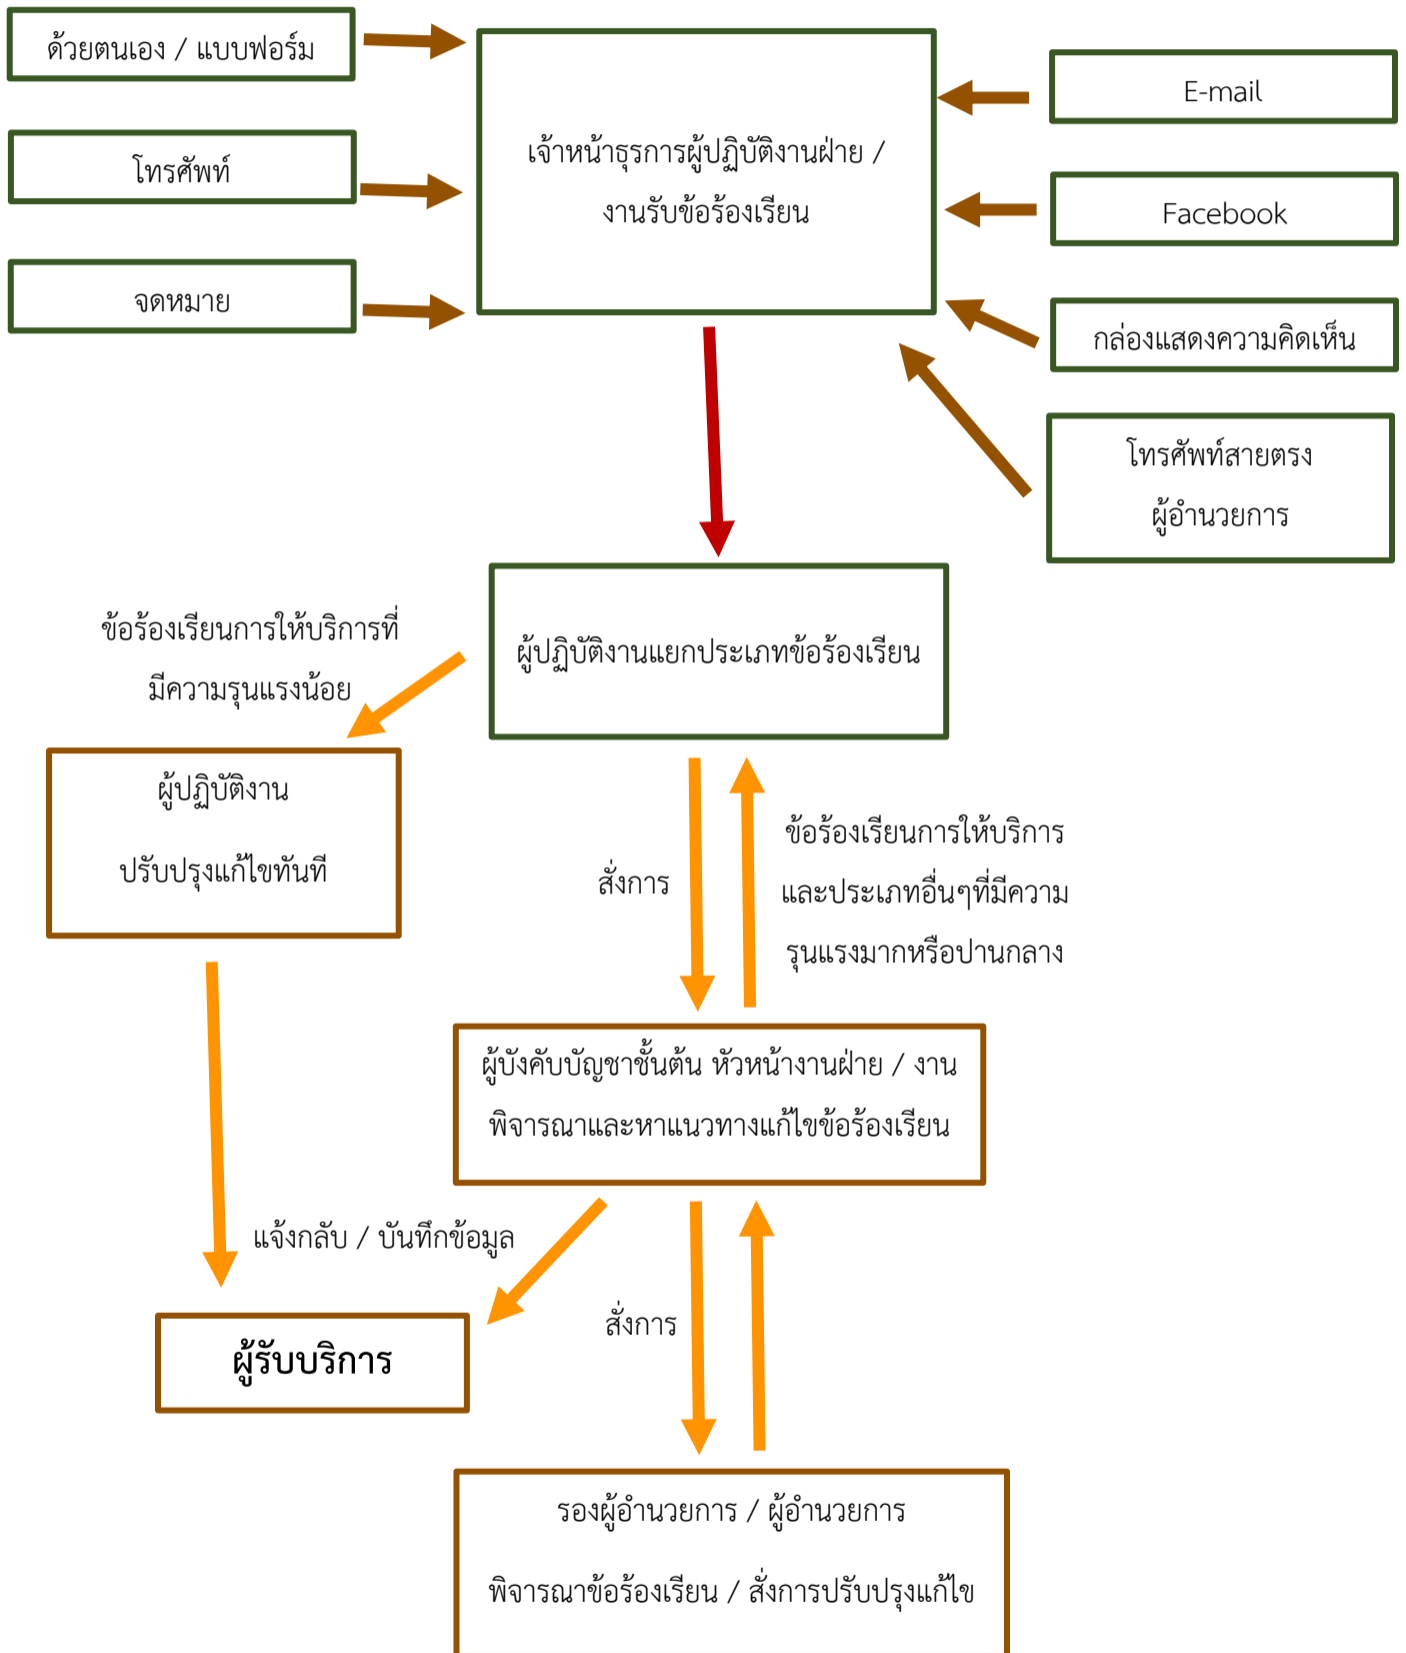 ด้วยตนเอง / แบบฟอร์ม
โทรศัพท์
จดหมาย
เจ้าหน้าธุรการผู้ปฏิบัติงานฝ่าย /
งานรับข้อร้องเรียน
E-mail
Facebook
กล่องแสดงความคิดเห็น
โทรศัพท์สายตรง
ผู้อำนวยการ
ผู้ปฏิบัติงานแยกประเภทข้อร้องเรียน
ข้อร้องเรียนการให้บริการที่
มีความรุนแรงน้อย
ผู้ปฏิบัติงาน
ปรับปรุงแก้ไขทันที
สั่งการ
ข้อร้องเรียนการให้บริการ
และประเภทอื่นๆที่มีความ
รุนแรงมากหรือปานกลาง
ผู้บังคับบัญชาชั้นต้น หัวหน้างานฝ่าย / งาน
พิจารณาและหาแนวทางแก้ไขข้อร้องเรียน
แจ้งกลับ / บันทึกข้อมูล
สั่งการ
ผู้รับบริการ
รองผู้อำนวยการ / ผู้อำนวยการ
พิจารณาข้อร้องเรียน / สั่งการปรับปรุงแก้ไข